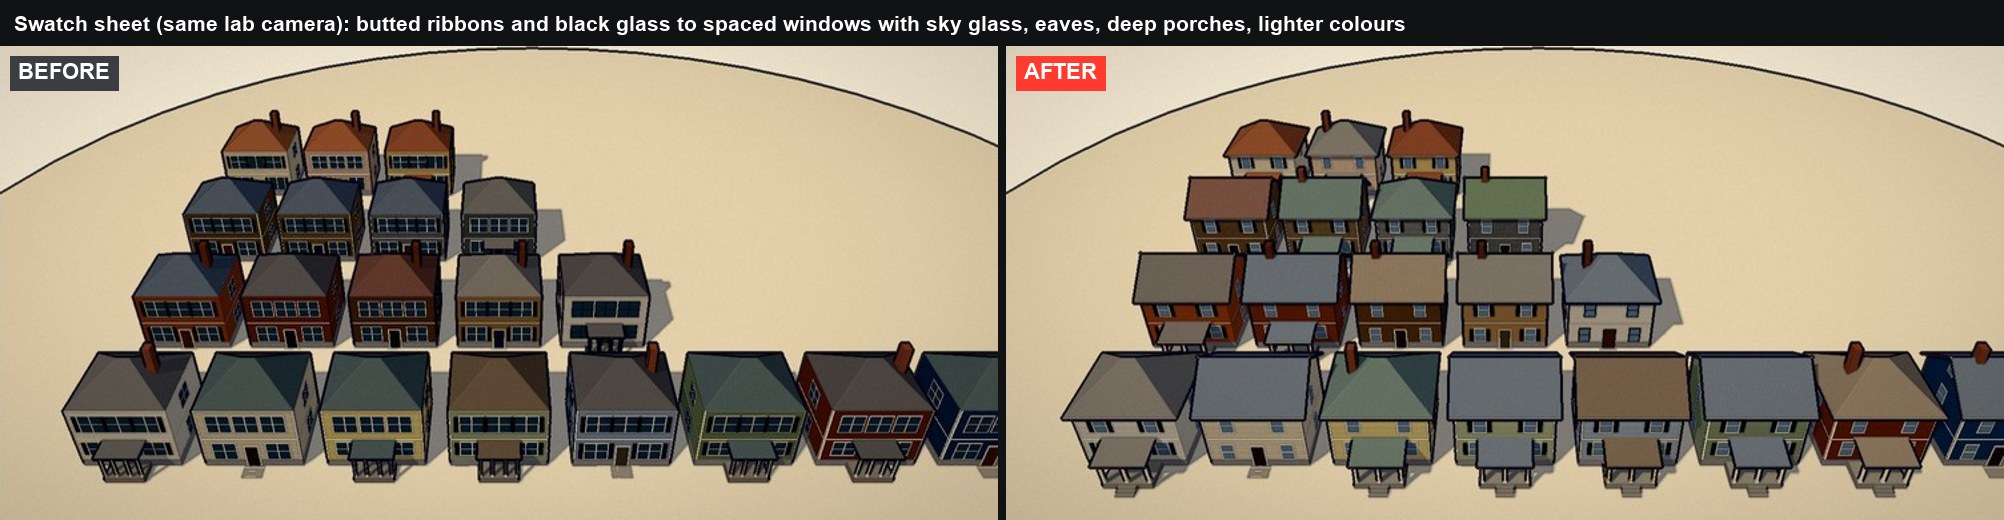 Swatch sheet (same lab camera): butted ribbons and black glass to spaced windows with sky glass, eaves, deep porches, lighter colours
BEFORE
AFTER